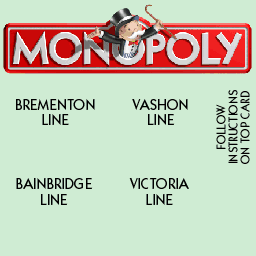 MONOPOLY
BREMENTON
LINE
VASHON
LINE
FOLLOW
INSTRUCTIONS
ON TOP CARD
BAINBRIDGE
LINE
VICTORIA
LINE